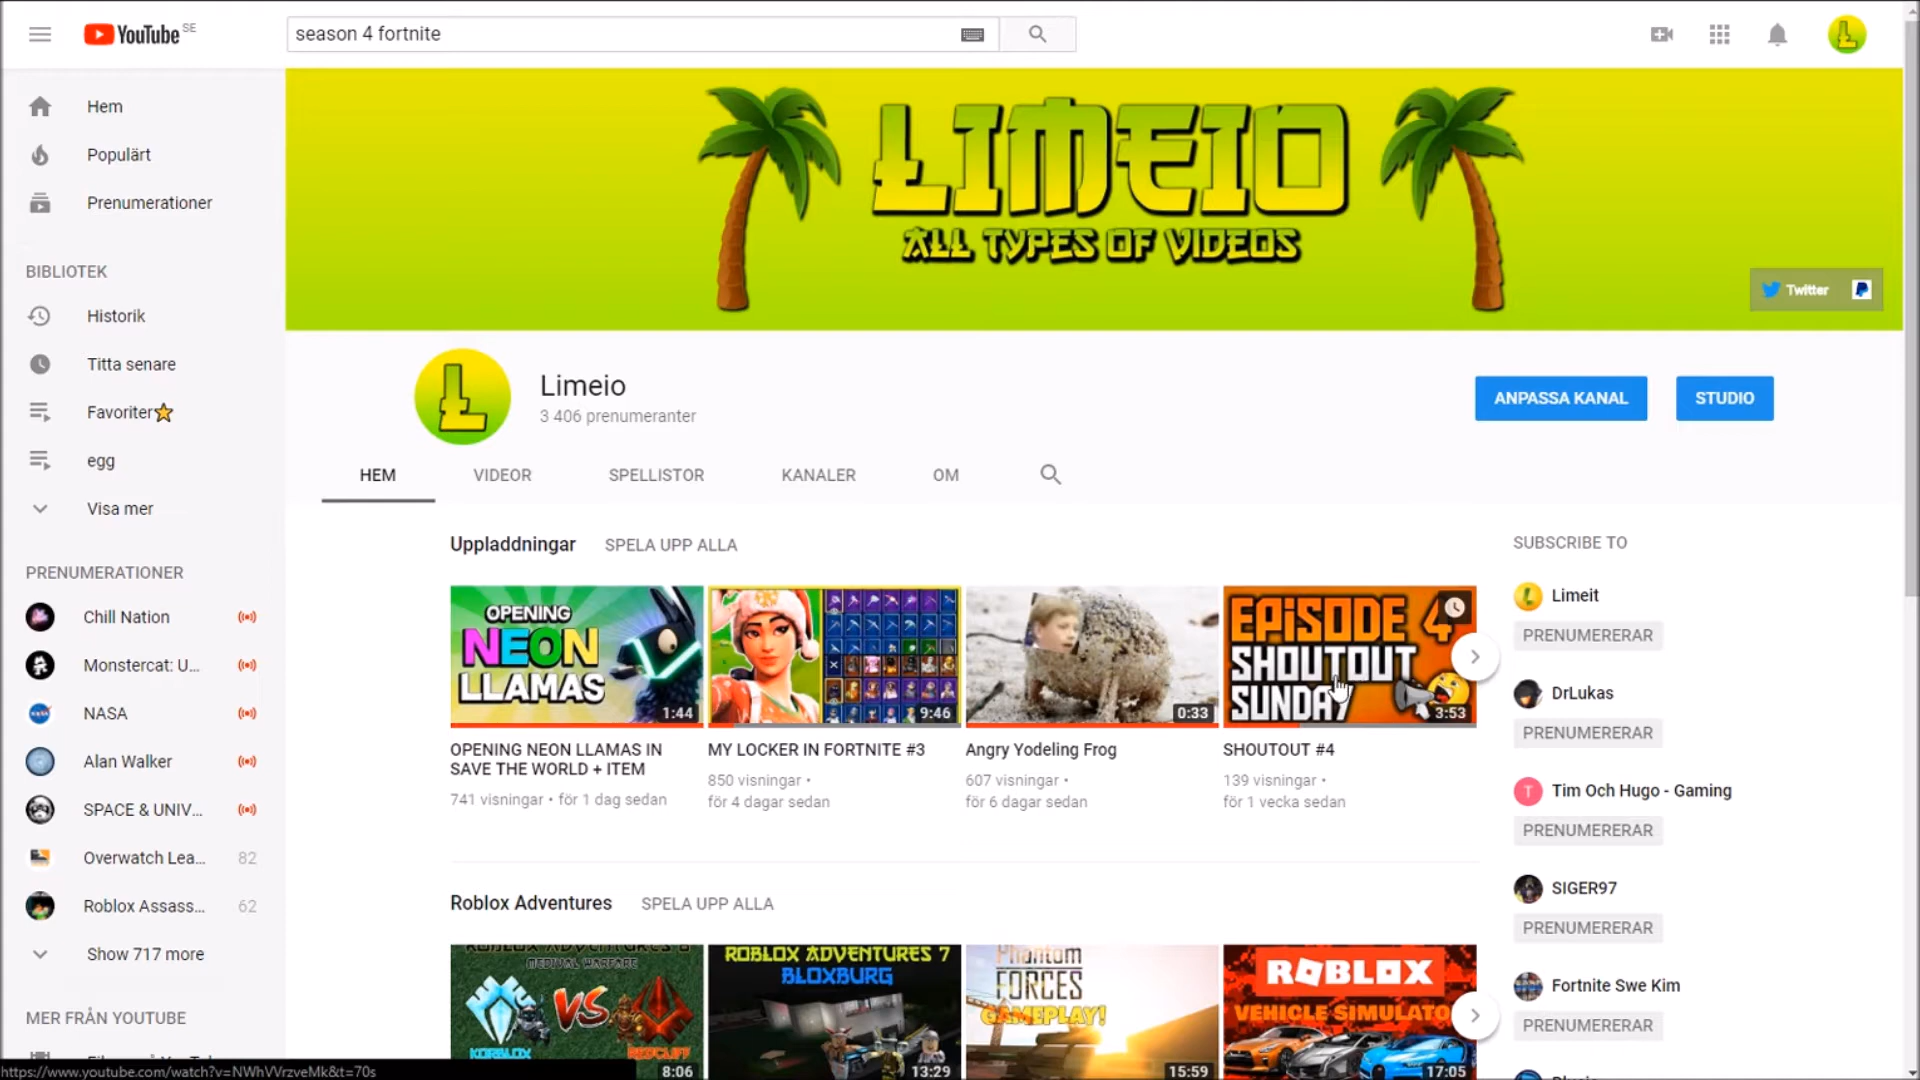 YouTube SE
season 4 fortnite
Hem
Populärt
Prenumerationer
BIBLIOTEK
Historik
Titta senare
Favoriter⭐
egg
Visa mer
PRENUMERATIONER
Chill Nation
Monstercat: U...
NASA
Alan Walker
SPACE & UNIV...
Overwatch Lea... 82
Roblox Assass... 62
Show 717 more
MER FRÅN YOUTUBE
https://www.youtube.com/watch?v=NWhVVrzveMk&t=70s
LIMEIO
ALL TYPES OF VIDEOS
Twitter
Limeio
3 406 prenumeranter
ANPASSA KANAL
STUDIO
HEM VIDEOR SPELLISTOR KANALER OM
Uppladdningar SPELA UPP ALLA
OPENING
NEON
LLAMAS
1:44
OPENING NEON LLAMAS IN
SAVE THE WORLD + ITEM
741 visningar • för 1 dag sedan
9:46
MY LOCKER IN FORTNITE #3
850 visningar •
för 4 dagar sedan
0:33
Angry Yodeling Frog
607 visningar •
för 6 dagar sedan
EPISODE 4
SHOUTOUT
SUNDAY
3:53
SHOUTOUT #4
139 visningar •
för 1 vecka sedan
Roblox Adventures SPELA UPP ALLA
ROBLOX ADVENTURES 8
MEDIVAL WARFARE
VS
KORBLOX
REDCLIFF
8:06
ROBLOX ADVENTURES 7
BLOXBURG
13:29
Phantom
FORCES
GAMEPLAY!
15:59
ROBLOX
VEHICLE SIMULATO
17:05
SUBSCRIBE TO
Limeit
PRENUMERERAR
DrLukas
PRENUMERERAR
T
Tim Och Hugo - Gaming
PRENUMERERAR
SIGER97
PRENUMERERAR
Fortnite Swe Kim
PRENUMERERAR